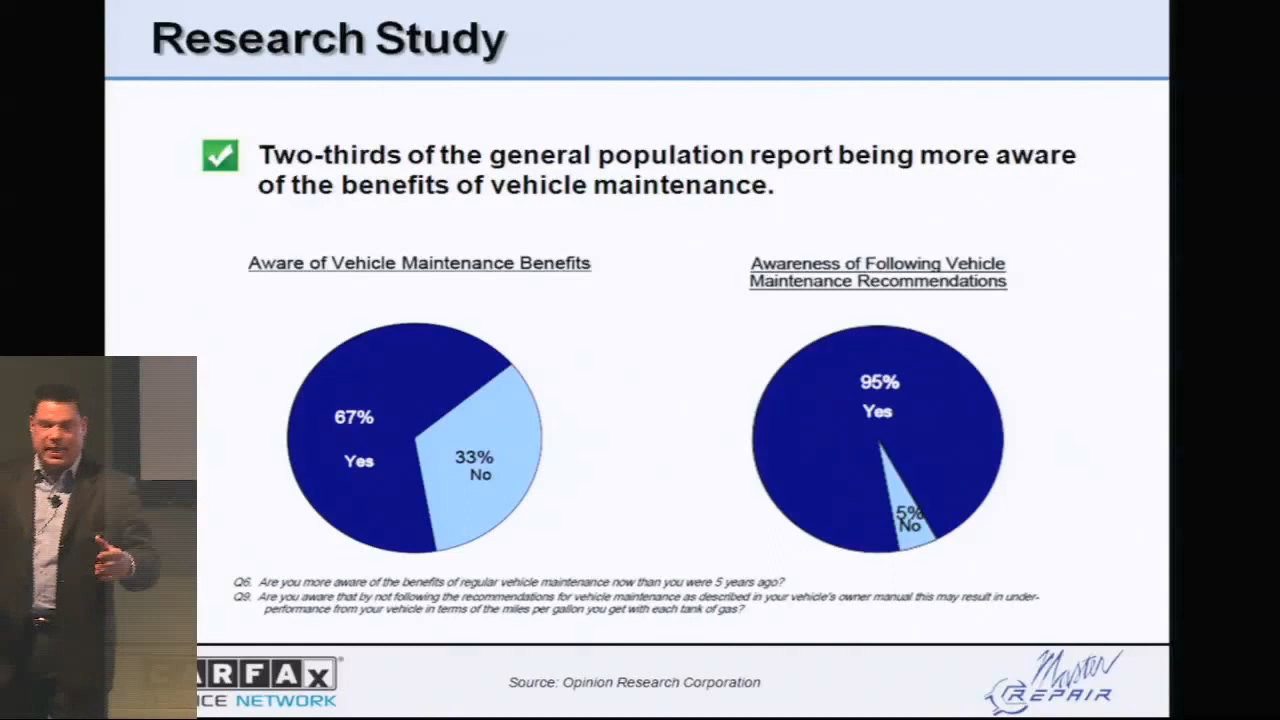 Research Study
Two-thirds of the general population report being more aware
of the benefits of vehicle maintenance.
Aware of Vehicle Maintenance Benefits
Awareness of Following Vehicle
Maintenance Recommendations
67%
Yes
33%
No
95%
Yes
5%
No
Q6. Are you more aware of the benefits of regular vehicle maintenance now than you were 5 years ago?
Q9. Are you aware that by not following the recommendations for vehicle maintenance as described in your vehicle's owner manual this may result in under-
performance from your vehicle in terms of the miles per gallon you get with each tank of gas?
CARFAX
NETWORK
Source: Opinion Research Corporation
Master
REPAIR